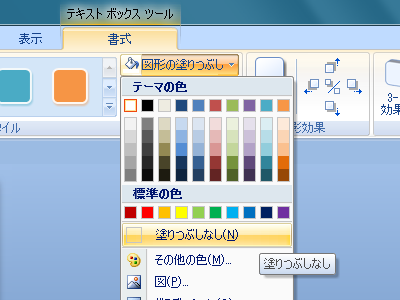 テキスト ボックス ツール
表示
書式
図形の塗りつぶし
テーマの色
標準の色
塗りつぶしなし(N)
その他の色(M)...
塗りつぶしなし
図(P)...
タイル
形効果
3-
効果